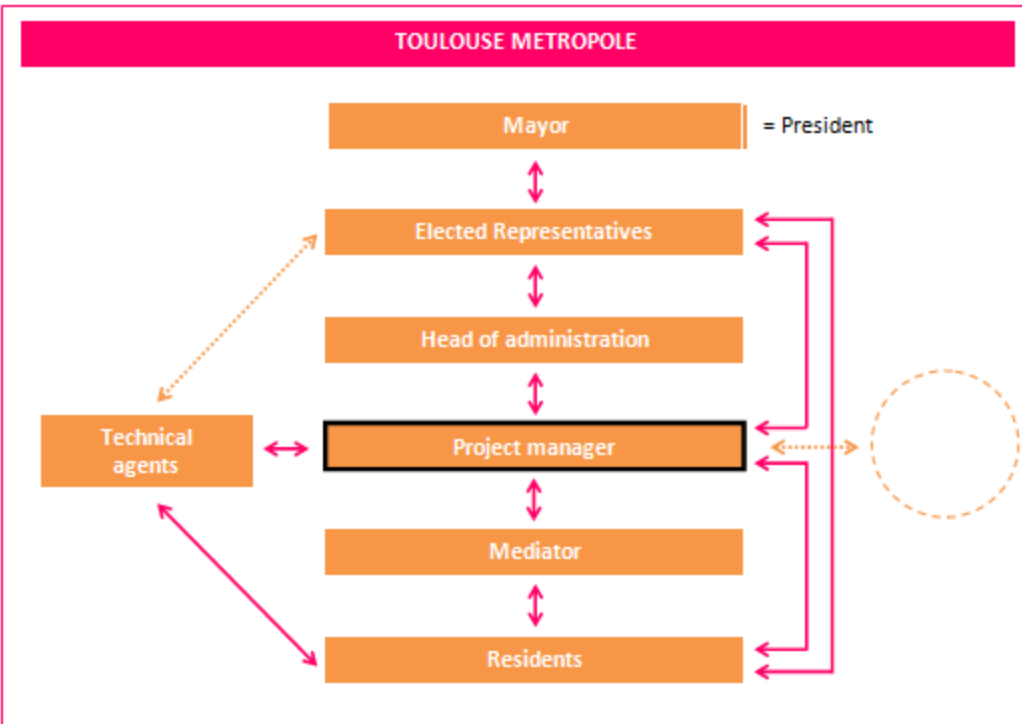 TOULOUSE METROPOLE
Mayor
= President
Elected Representatives
Head of administration
Technical
agents
Project manager
Mediator
Residents